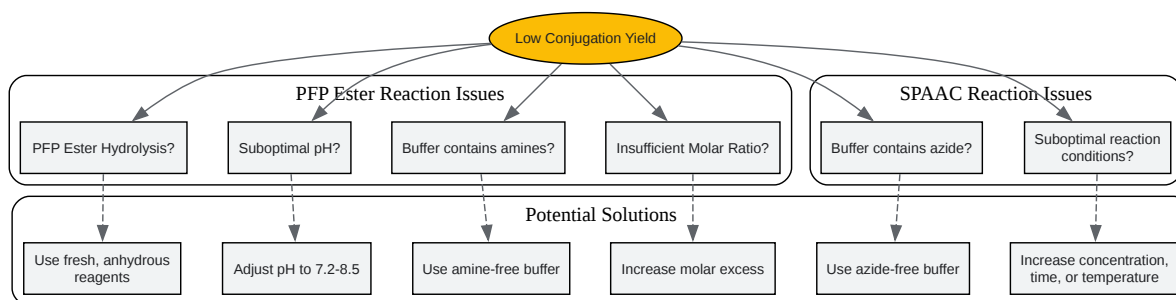 Low Conjugation Yield
PFP Ester Reaction Issues
SPAAC Reaction Issues
PFP Ester Hydrolysis?
Suboptimal pH?
Buffer contains amines?
Insufficient Molar Ratio?
Buffer contains azide?
Suboptimal reaction
conditions?
Potential Solutions
Use fresh, anhydrous
reagents
Adjust pH to 7.2-8.5
Use amine-free buffer
Increase molar excess
Use azide-free buffer
Increase concentration,
time, or temperature